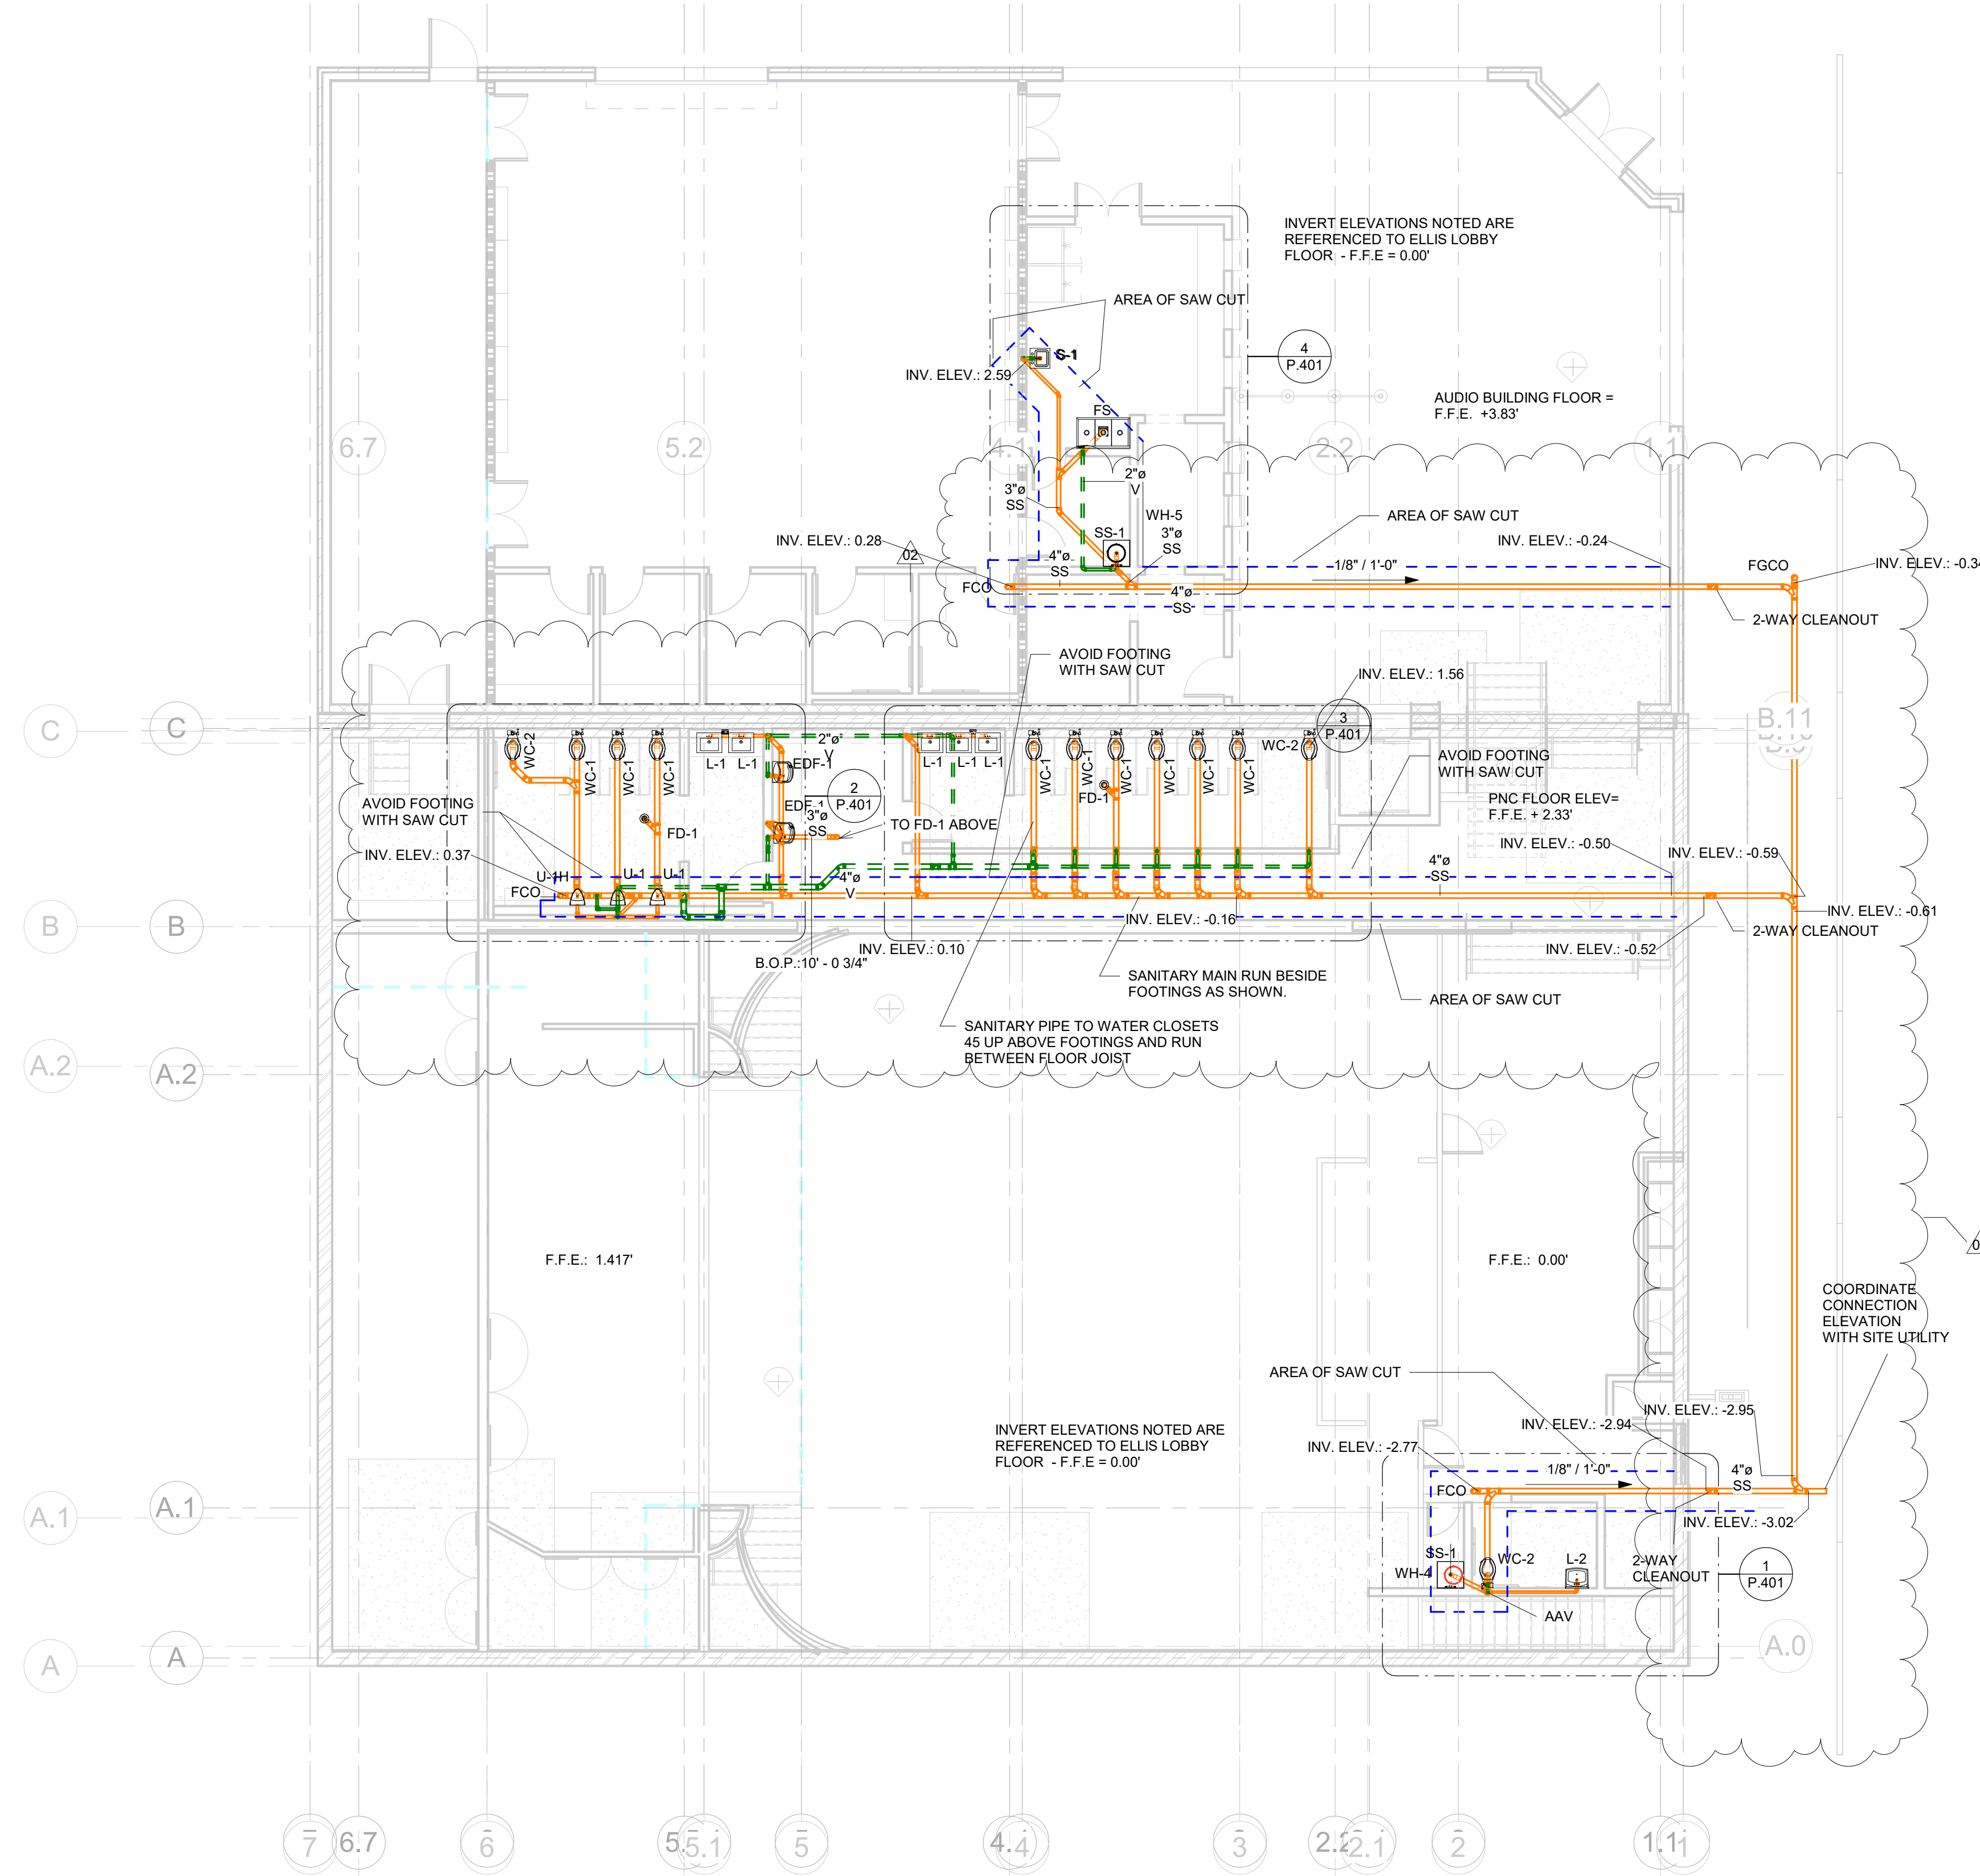 INVERT ELEVATIONS NOTED ARE
REFERENCED TO ELLIS LOBBY
FLOOR - F.F.E = 0.00'
AREA OF SAW CUT
4
P.401
S-1
INV. ELEV.: 2.59
AUDIO BUILDING FLOOR =
F.F.E. +3.83'
FS
6.7
5.2
4.1
2.2
1.1
2"ø
V
3"ø
SS
WH-5
AREA OF SAW CUT
SS-1
3"ø
SS
INV. ELEV.: 0.28
02
4"ø
SS
INV. ELEV.: -0.24
1/8" / 1'-0"
FGCO
INV. ELEV.: -0.34
FCO
4"ø
SS
2-WAY CLEANOUT
AVOID FOOTING
WITH SAW CUT
INV. ELEV.: 1.56
3
P.401
C
C
B.11
WC-2
WC-1
WC-1
WC-1
L-1
L-1
2"ø
V
EDF-1
L-1
L-1
L-1
WC-1
WC-1
WC-1
WC-1
WC-1
WC-1
WC-2
AVOID FOOTING
WITH SAW CUT
2
P.401
EDF-1
3"ø
SS
FD-1
PNC FLOOR ELEV=
F.F.E. + 2.33'
AVOID FOOTING
WITH SAW CUT
FD-1
TO FD-1 ABOVE
INV. ELEV.: 0.37
INV. ELEV.: -0.50
INV. ELEV.: -0.59
4"ø
SS
U-1H
U-1
U-1
FCO
4"ø
V
INV. ELEV.: -0.16
INV. ELEV.: -0.61
B
B
2-WAY CLEANOUT
INV. ELEV.: 0.10
INV. ELEV.: -0.52
B.O.P.:10' - 0 3/4"
SANITARY MAIN RUN BESIDE
FOOTINGS AS SHOWN.
AREA OF SAW CUT
SANITARY PIPE TO WATER CLOSETS
45 UP ABOVE FOOTINGS AND RUN
BETWEEN FLOOR JOIST
A.2
A.2
F.F.E.: 1.417'
F.F.E.: 0.00'
COORDINATE
CONNECTION
ELEVATION
WITH SITE UTILITY
AREA OF SAW CUT
INV. ELEV.: -2.95
INV. ELEV.: -2.94
INVERT ELEVATIONS NOTED ARE
REFERENCED TO ELLIS LOBBY
FLOOR - F.F.E = 0.00'
INV. ELEV.: -2.77
1/8" / 1'-0"
4"ø
SS
FCO
A.1
A.1
INV. ELEV.: -3.02
SS-1
WC-2
L-2
WH-4
2-WAY
CLEANOUT
1
P.401
AAV
A
A
A.0
7
6.7
6
5.1
5
4
3
2.1
2
1.1
1